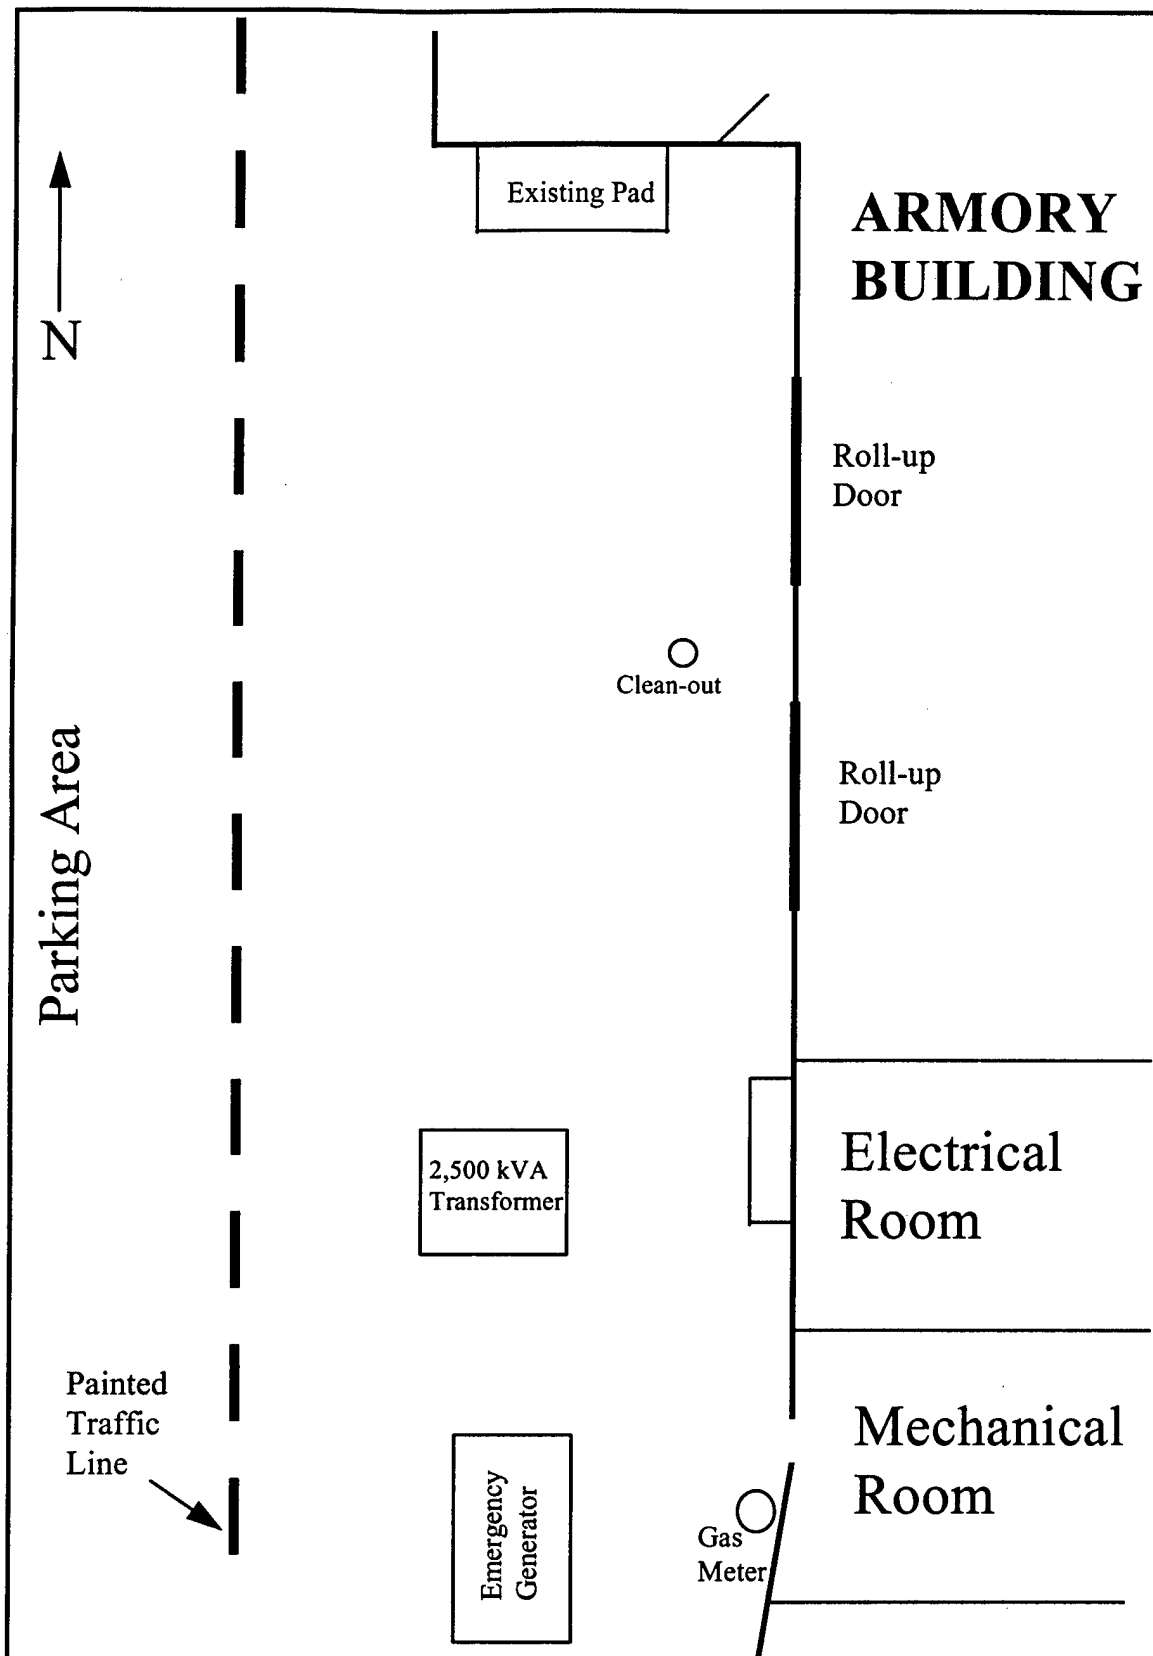 Existing Pad
ARMORY
BUILDING
N
Roll-up
Door
Clean-out
Parking Area
Roll-up
Door
2,500 kVA
Transformer
Electrical
Room
Painted
Traffic
Line
Emergency
Generator
Mechanical
Room
Gas
Meter